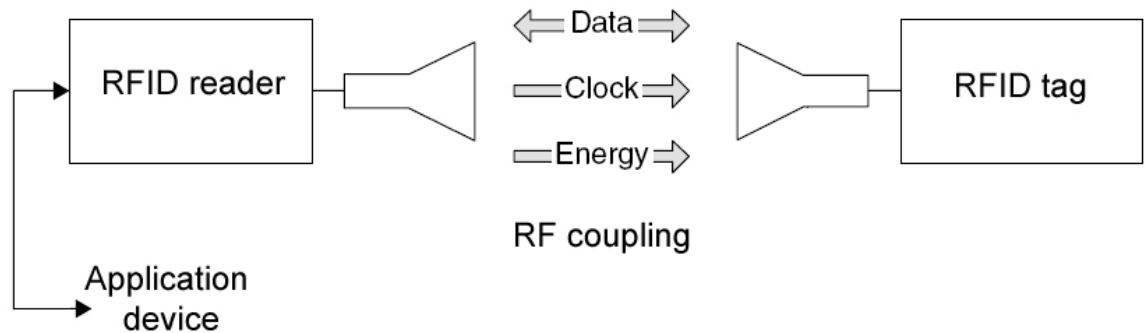 RFID reader
Data
Clock
Energy
RFID tag
RF coupling
Application
device